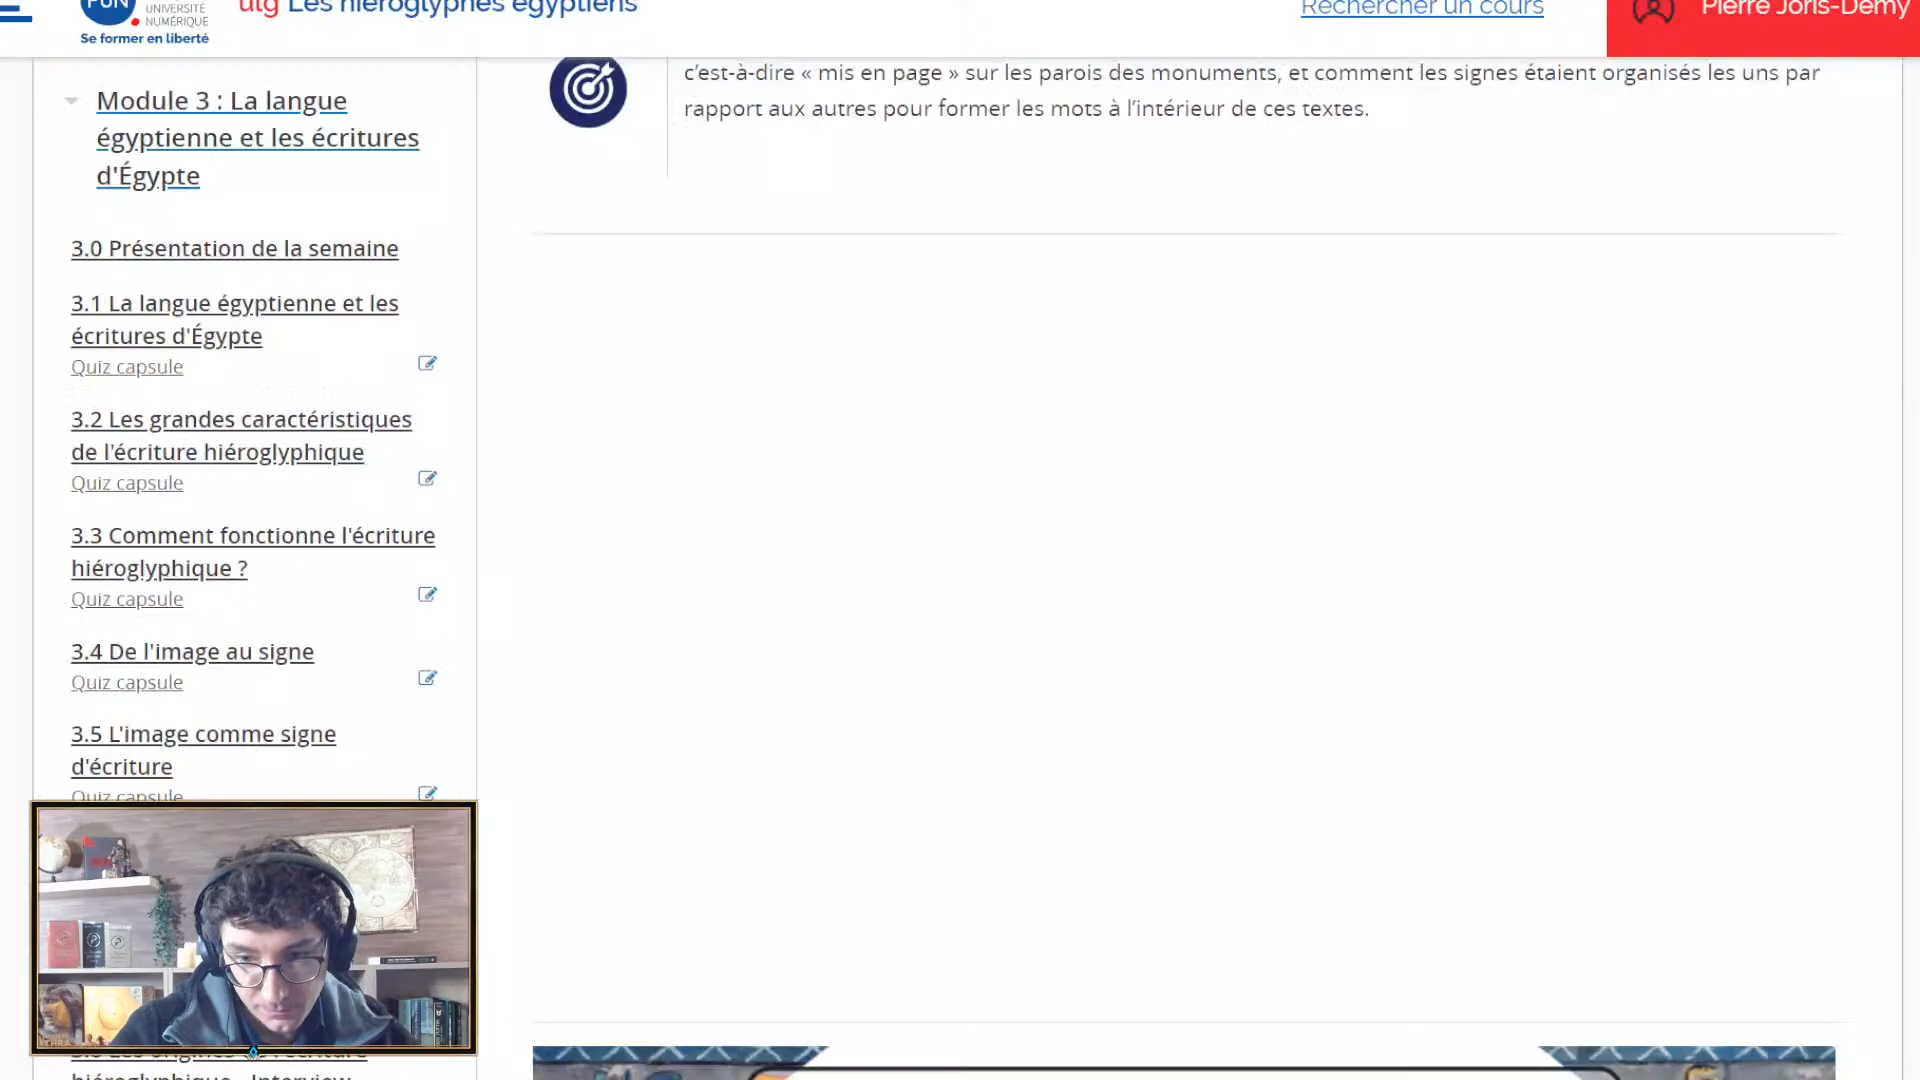 FUN
UNIVERSITÉ
NUMÉRIQUE
Se former en liberté
ulg Les hiéroglyphes égyptiens
Rechercher un cours
Pierre Joris-Demy
Module 3 : La langue
égyptienne et les écritures
d'Égypte
3.0 Présentation de la semaine
3.1 La langue égyptienne et les
écritures d'Égypte
Quiz capsule
3.2 Les grandes caractéristiques
de l'écriture hiéroglyphique
Quiz capsule
3.3 Comment fonctionne l'écriture
hiéroglyphique ?
Quiz capsule
3.4 De l'image au signe
Quiz capsule
3.5 L'image comme signe
d'écriture
Quiz capsule
hiéroglyphique - Interview
c’est-à-dire « mis en page » sur les parois des monuments, et comment les signes étaient organisés les uns par
rapport aux autres pour former les mots à l’intérieur de ces textes.